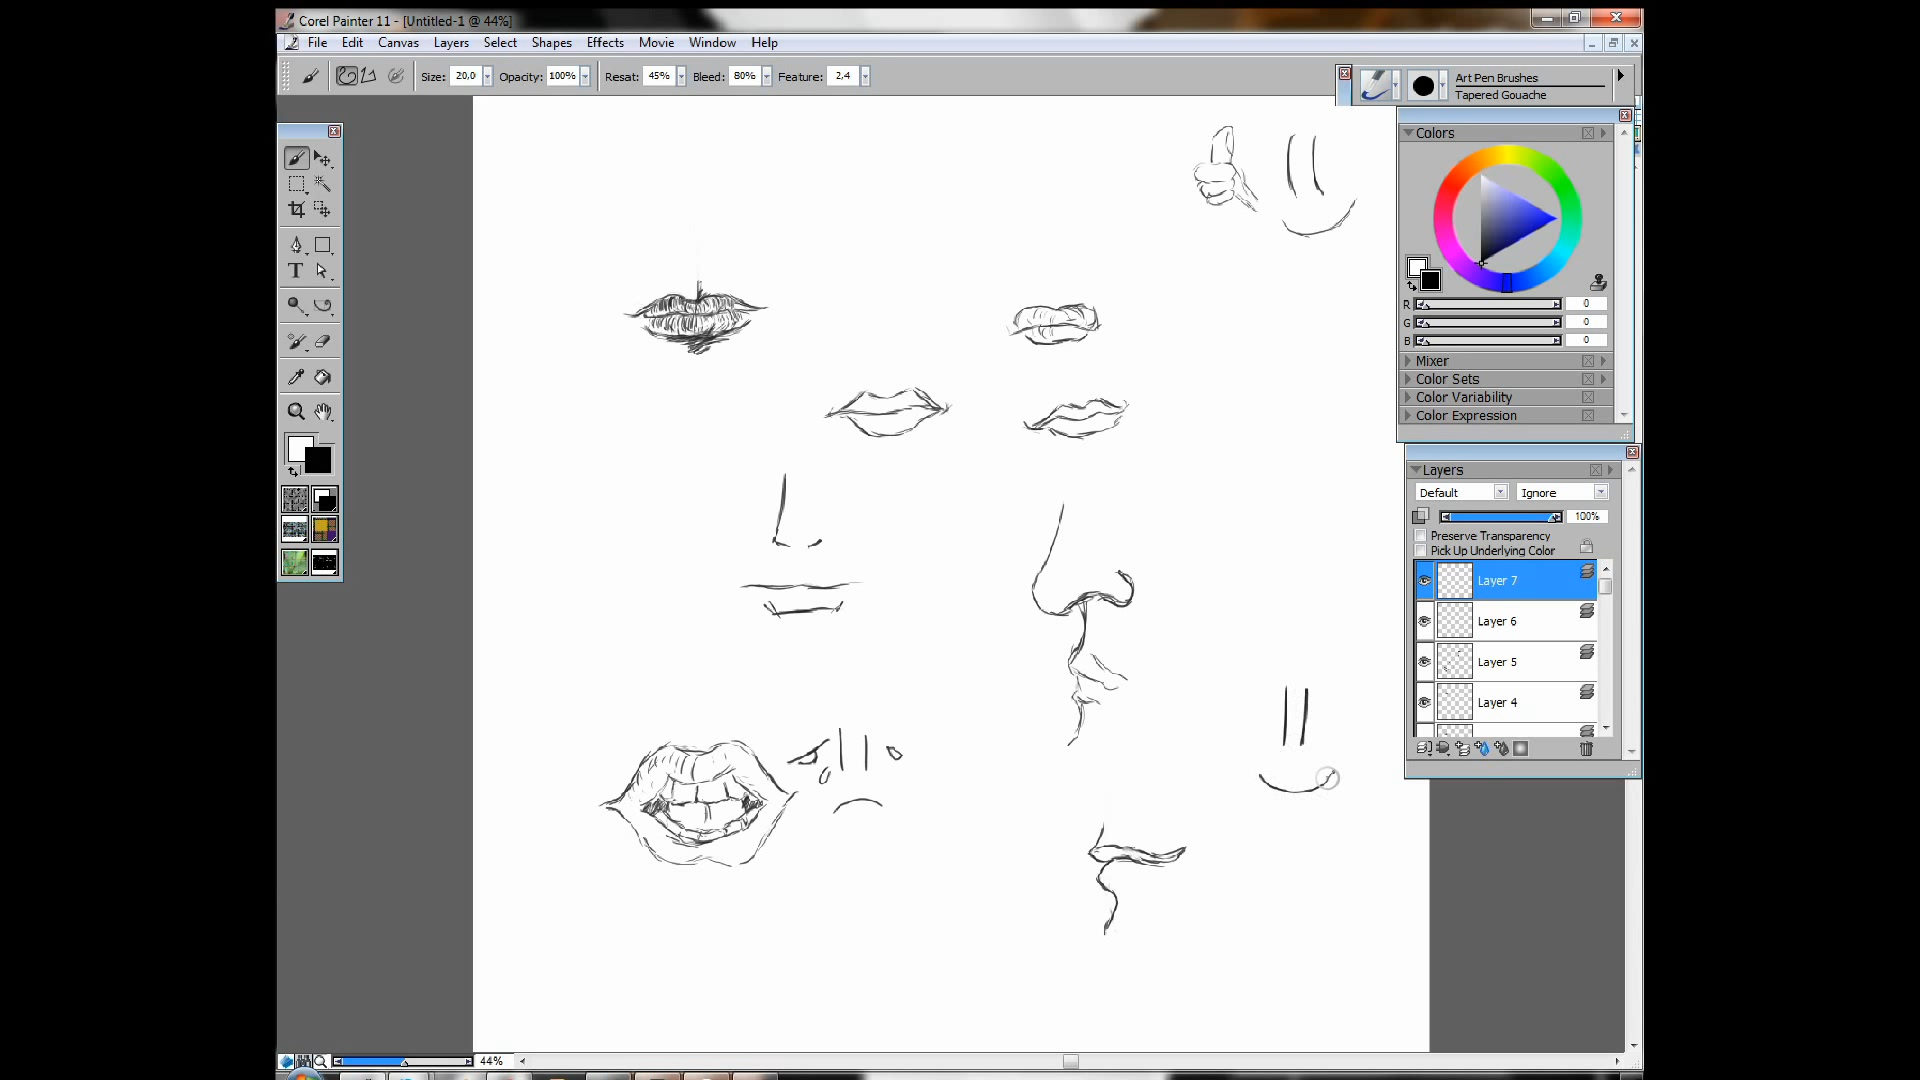 Corel Painter 11 - [Untitled-1 @ 44%]
File Edit Canvas Layers Select Shapes Effects Movie Window Help
Size: 20,0 Opacity: 100% Resat: 45% Bleed: 80% Feature: 2,4
Art Pen Brushes
Tapered Gouache
Colors
R 0
G 0
B 0
Mixer
Color Sets
Color Variability
Color Expression
Layers
Default Ignore
100%
Preserve Transparency
Pick Up Underlying Color
Layer 7
Layer 6
Layer 5
Layer 4
T
44%